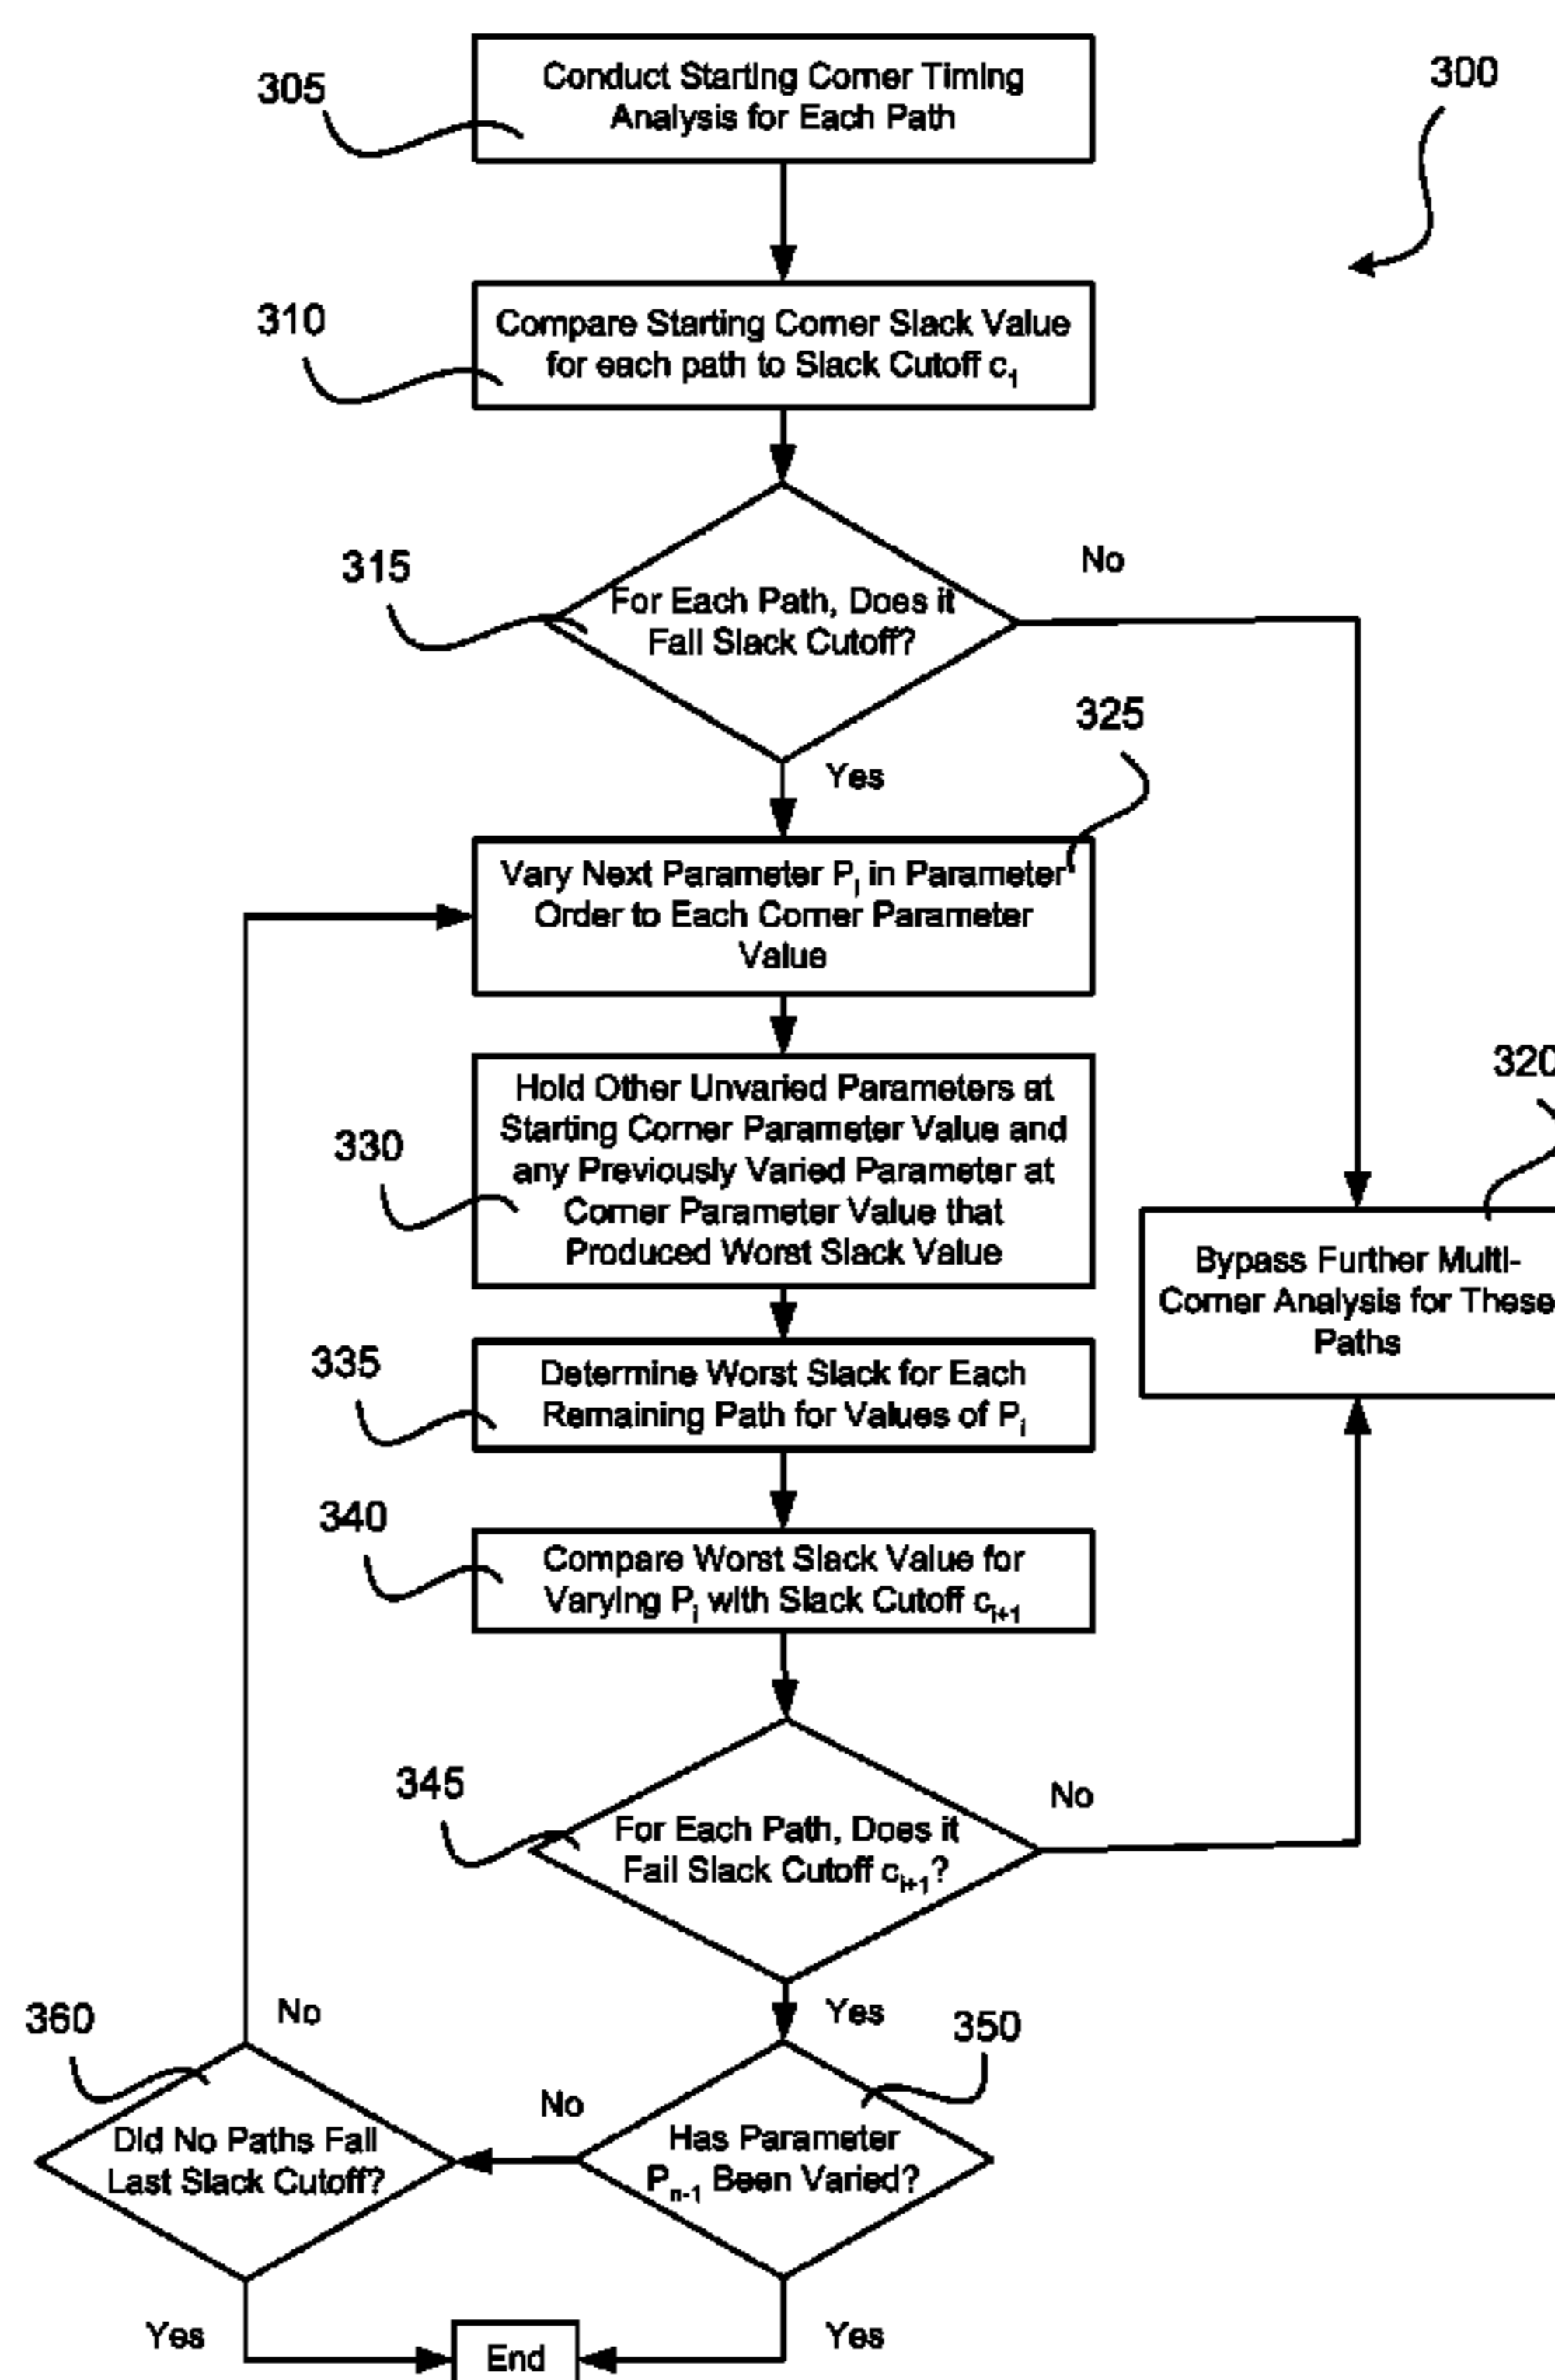 305
Conduct Starting Corner Timing
Analysis for Each Path
300
310
Compare Starting Corner Slack Value
for each path to Slack Cutoff c1
315
For Each Path, Does it
Fail Slack Cutoff?
No
Yes
325
Vary Next Parameter Pi in Parameter
Order to Each Corner Parameter
Value
330
Hold Other Unvaried Parameters at
Starting Corner Parameter Value and
any Previously Varied Parameter at
Corner Parameter Value that
Produced Worst Slack Value
320
Bypass Further Multi-
Corner Analysis for These
Paths
335
Determine Worst Slack for Each
Remaining Path for Values of Pi
340
Compare Worst Slack Value for
Varying Pi with Slack Cutoff ci+1
345
For Each Path, Does it
Fail Slack Cutoff ci+1?
No
Yes
360
No
Did No Paths Fail
Last Slack Cutoff?
No
350
Has Parameter
Pn-1 Been Varied?
Yes
End
Yes